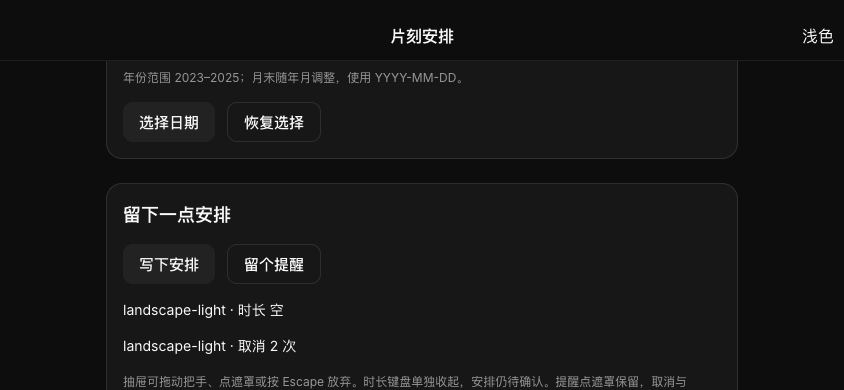 片刻安排
浅色
年份范围 2023–2025；月末随年月调整，使用 YYYY-MM-DD。
选择日期
恢复选择
留下一点安排
写下安排
留个提醒
landscape-light · 时长 空
landscape-light · 取消 2 次
抽屉可拖动把手、点遮罩或按 Escape 放弃。时长键盘单独收起，安排仍待确认。提醒点遮罩保留，取消与